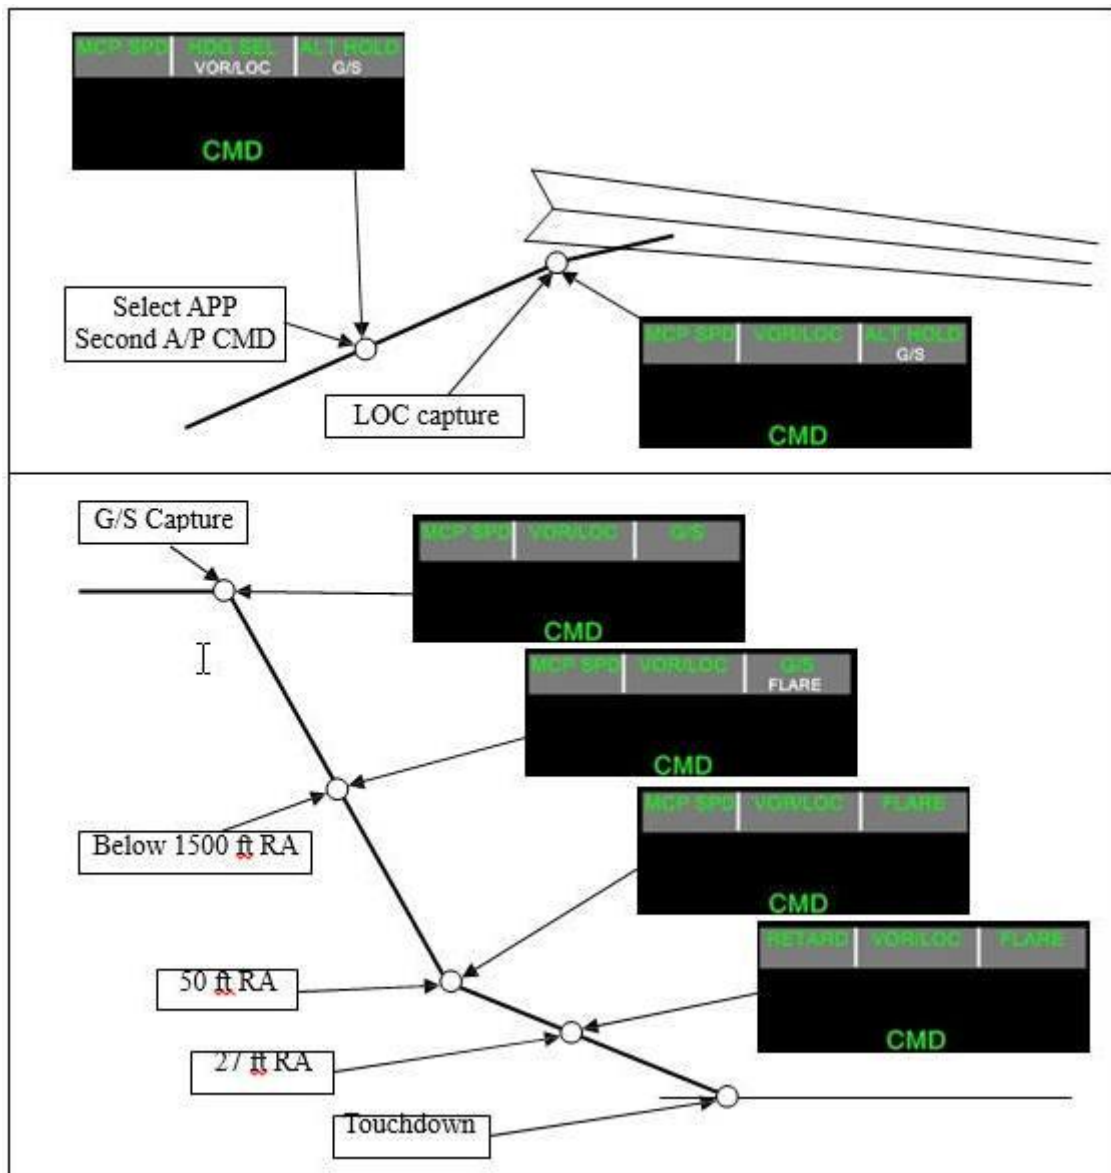 MCP SPD HDG SEL ALT HOLD
VOR/LOC G/S
CMD
Select APP
Second A/P CMD
LOC capture
MCP SPD VOR/LOC ALT HOLD
G/S
CMD
G/S Capture
MCP SPD VOR/LOC G/S
CMD
MCP SPD VOR/LOC G/S
FLARE
CMD
Below 1500 ft RA
MCP SPD VOR/LOC FLARE
CMD
50 ft RA
RETARD VOR/LOC FLARE
CMD
27 ft RA
Touchdown